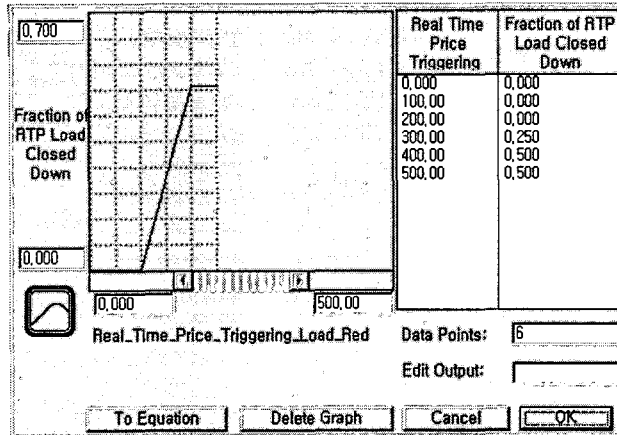 0,700
Fraction of
RTP Load
Closed
Down
0,000
0,000
500,00
Real_Time_Price_Triggering_Load_Red
Real Time
Price
Triggering
Fraction of RTP
Load Closed
Down
0,000 0,000
100,00 0,000
200,00 0,000
300,00 0,250
400,00 0,500
500,00 0,500
Data Points: 6
Edit Output:
To Equation
Delete Graph
Cancel
OK